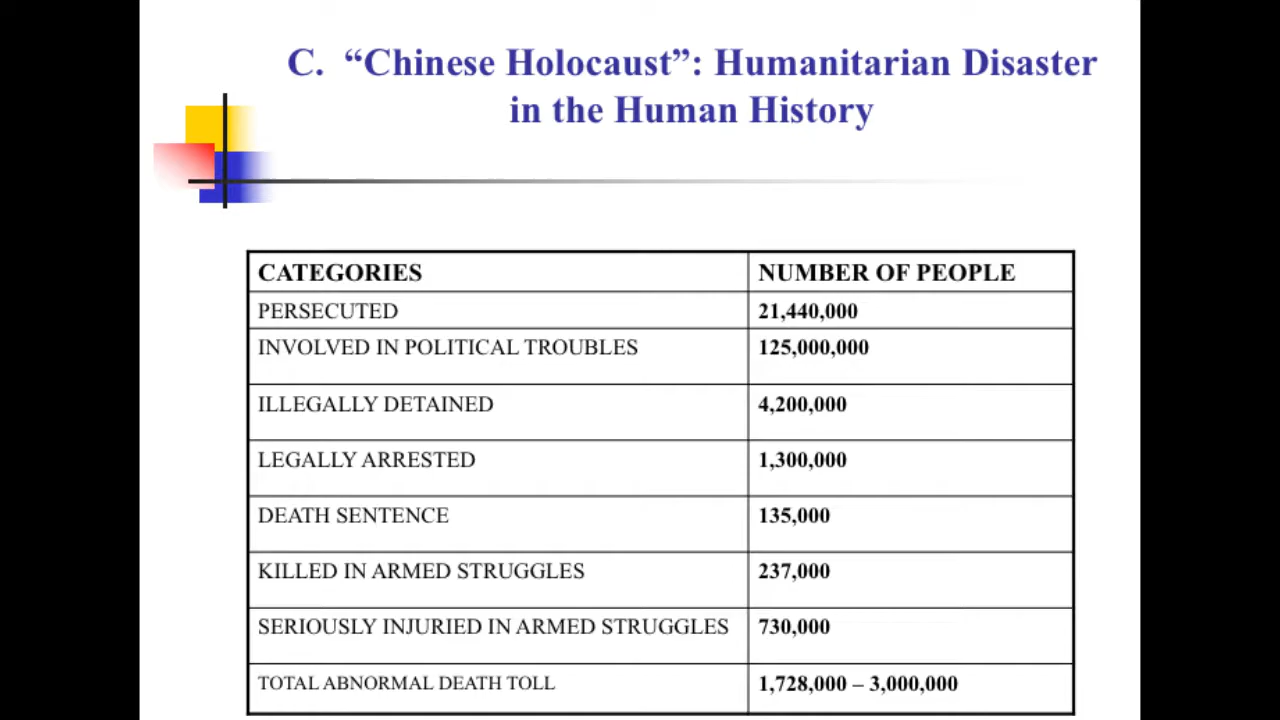 C. “Chinese Holocaust”: Humanitarian Disaster
in the Human History
CATEGORIES NUMBER OF PEOPLE
PERSECUTED 21,440,000
INVOLVED IN POLITICAL TROUBLES 125,000,000
ILLEGALLY DETAINED 4,200,000
LEGALLY ARRESTED 1,300,000
DEATH SENTENCE 135,000
KILLED IN ARMED STRUGGLES 237,000
SERIOUSLY INJURIED IN ARMED STRUGGLES 730,000
TOTAL ABNORMAL DEATH TOLL 1,728,000 – 3,000,000